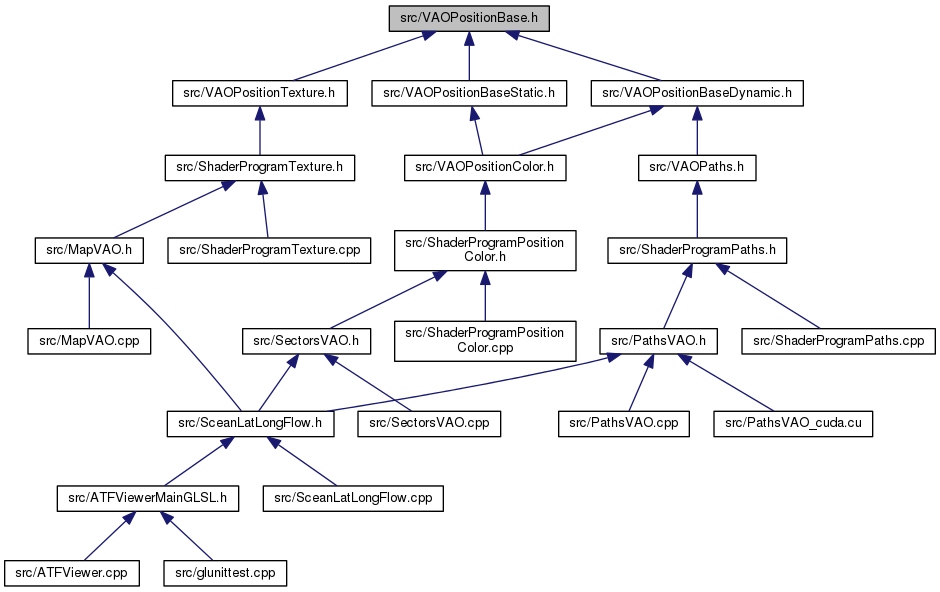 src/VAOPositionBase.h
src/VAOPositionTexture.h
src/VAOPositionBaseStatic.h
src/VAOPositionBaseDynamic.h
src/ShaderProgramTexture.h
src/VAOPositionColor.h
src/VAOPaths.h
src/MapVAO.h
src/ShaderProgramTexture.cpp
src/ShaderProgramPosition
Color.h
src/ShaderProgramPaths.h
src/MapVAO.cpp
src/SectorsVAO.h
src/ShaderProgramPosition
Color.cpp
src/PathsVAO.h
src/ShaderProgramPaths.cpp
src/SceanLatLongFlow.h
src/SectorsVAO.cpp
src/PathsVAO.cpp
src/PathsVAO_cuda.cu
src/ATFViewerMainGLSL.h
src/SceanLatLongFlow.cpp
src/ATFViewer.cpp
src/glunittest.cpp